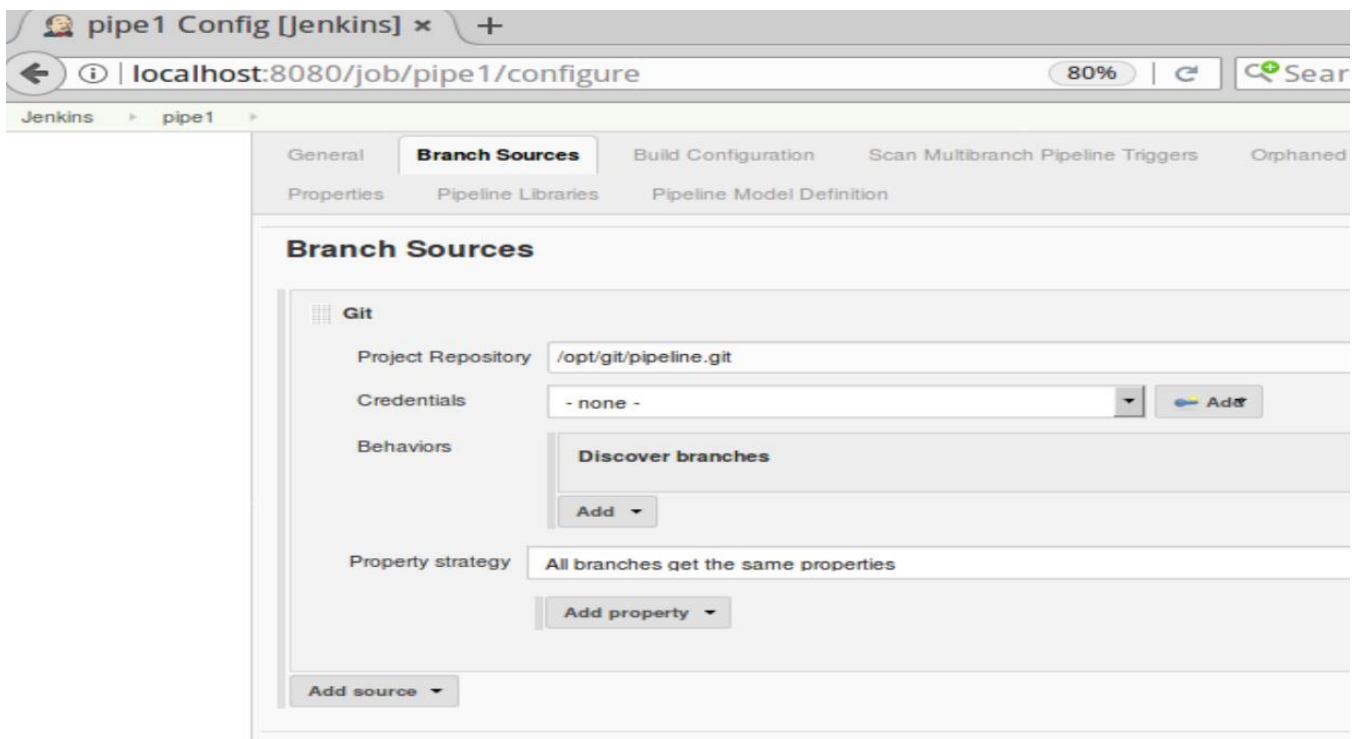 pipe1 Config [Jenkins] × +
localhost:8080/job/pipe1/configure 80% Sear
Jenkins pipe1
General Branch Sources Build Configuration Scan Multibranch Pipeline Triggers Orphaned
Properties Pipeline Libraries Pipeline Model Definition
Branch Sources
Git
Project Repository /opt/git/pipeline.git
Credentials - none - Add
Behaviors
Discover branches
Add
Property strategy All branches get the same properties
Add property
Add source